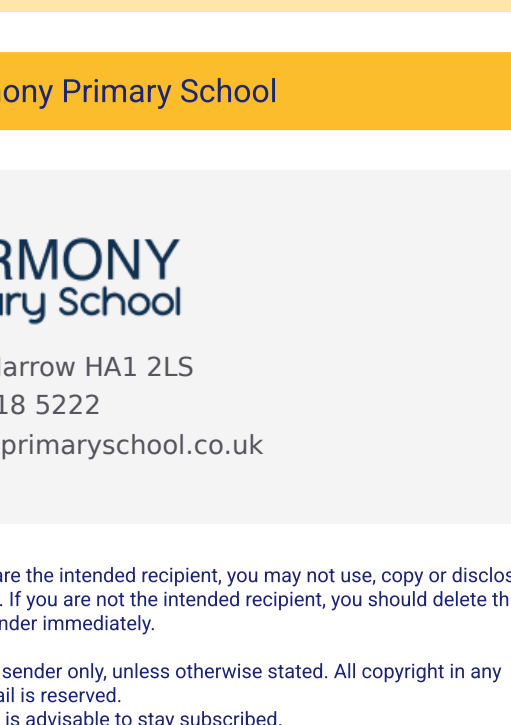 ony Primary School
RMONY
ary School
Harrow HA1 2LS
18 5222
primaryschool.co.uk
are the intended recipient, you may not use, copy or disclos
. If you are not the intended recipient, you should delete th
nder immediately.
sender only, unless otherwise stated. All copyright in any
ail is reserved.
is advisable to stay subscribed.